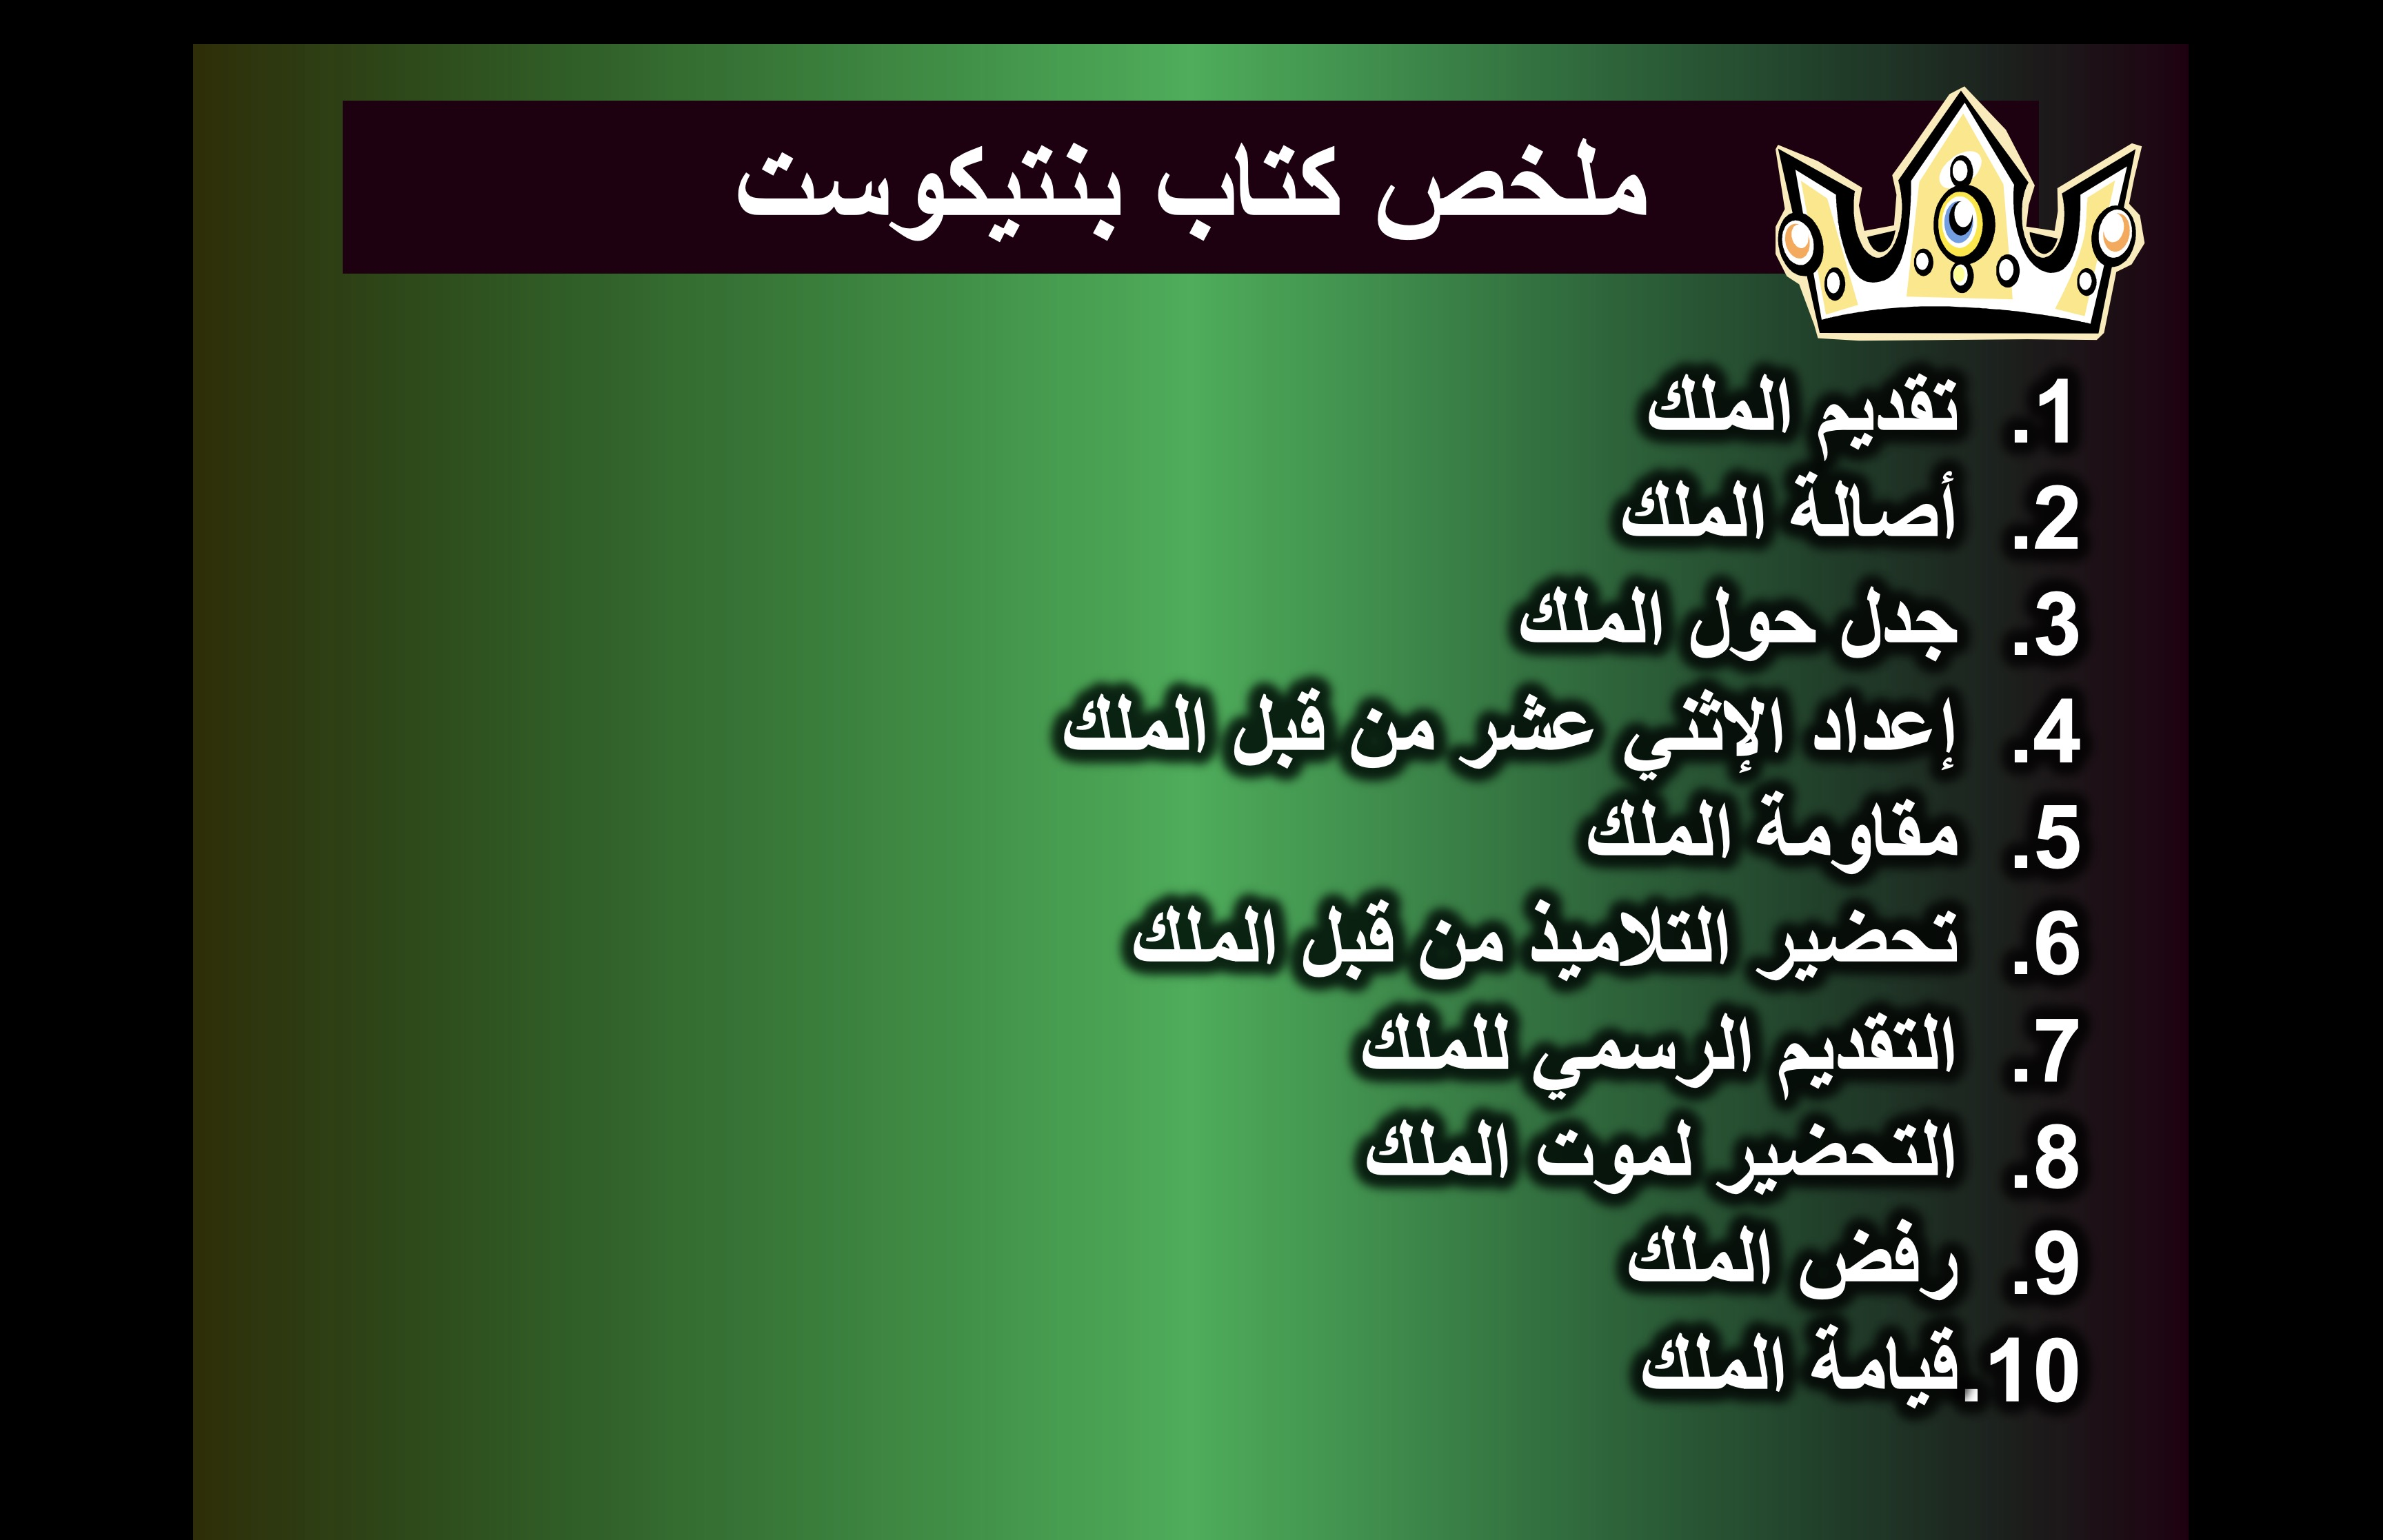 ملخص كتاب بنتيكوست
1. تقديم الملك
2. أصالة الملك
3. جدل حول الملك
4. إعداد الإثني عشر من قبل الملك
5. مقاومة الملك
6. تحضير التلاميذ من قبل الملك
7. التقديم الرسمي للملك
8. التحضير لموت الملك
9. رفض الملك
10. قيامة الملك